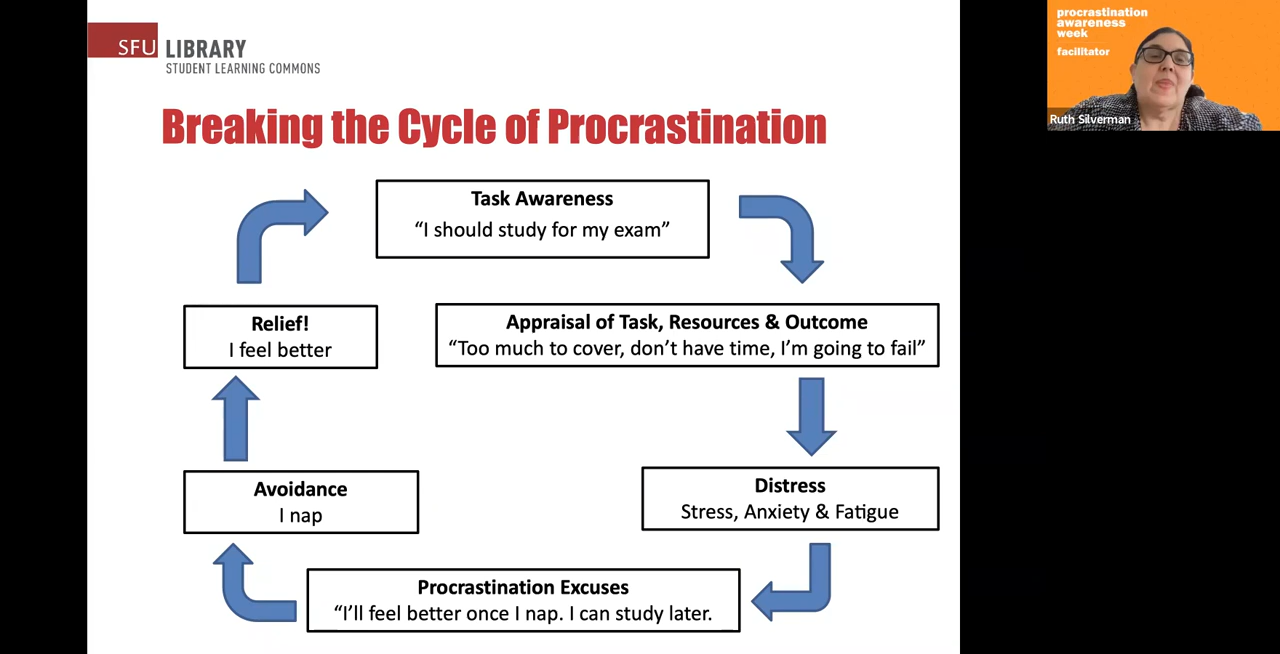 SFU LIBRARY
STUDENT LEARNING COMMONS
Breaking the Cycle of Procrastination
Task Awareness
“I should study for my exam”
Appraisal of Task, Resources & Outcome
“Too much to cover, don’t have time, I’m going to fail”
Distress
Stress, Anxiety & Fatigue
Procrastination Excuses
“I’ll feel better once I nap. I can study later.
Avoidance
I nap
Relief!
I feel better
procrastination
awareness
week
facilitator
Ruth Silverman